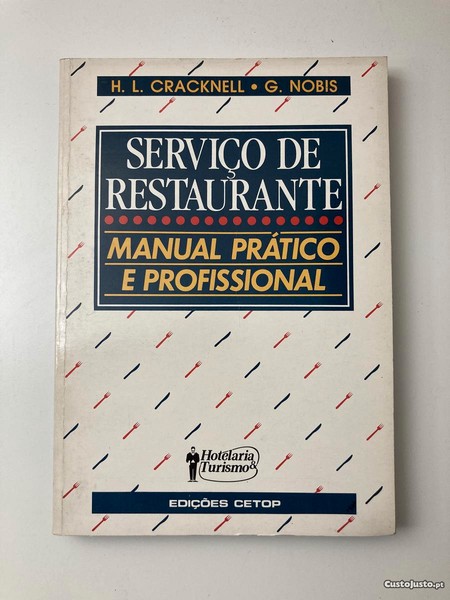 H. L. CRACKNELL • G. NOBIS
SERVIÇO DE
RESTAURANTE
MANUAL PRÁTICO
E PROFISSIONAL
Hotelaria
& Turismo
EDIÇÕES CETOP
CustoJusto.pt